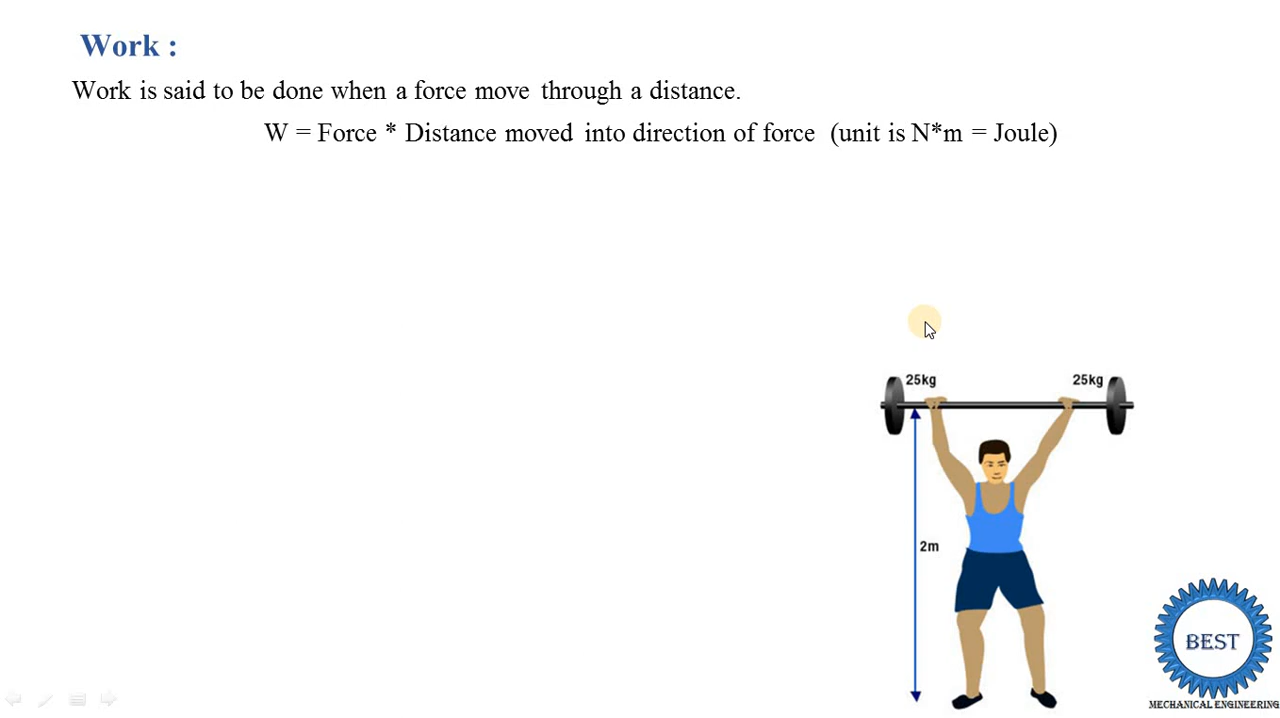 Work :
Work is said to be done when a force move through a distance.
W = Force * Distance moved into direction of force (unit is N*m = Joule)
25kg
25kg
2m
BEST
MECHANICAL ENGINEERING